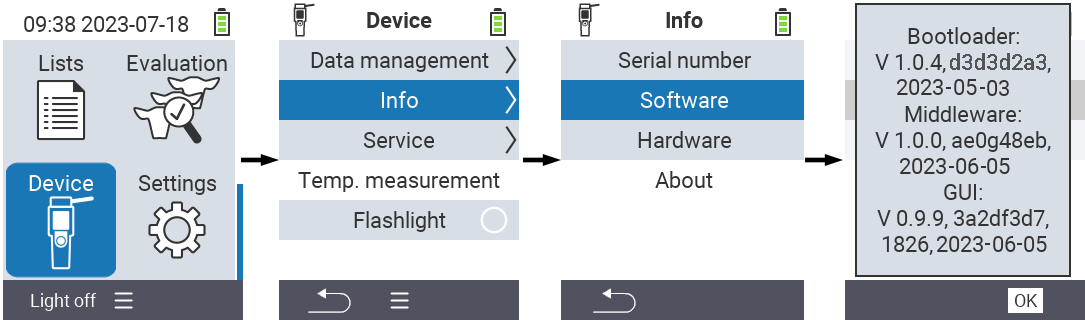 09:38 2023-07-18
Lists Evaluation
Device Settings
Light off
Device
Data management
Info
Service
Temp. measurement
Flashlight
Info
Serial number
Software
Hardware
About
Bootloader:
V 1.0.4, d3d3d2a3,
2023-05-03
Middleware:
V 1.0.0, ae0g48eb,
2023-06-05
GUI:
V 0.9.9, 3a2df3d7,
1826, 2023-06-05
OK